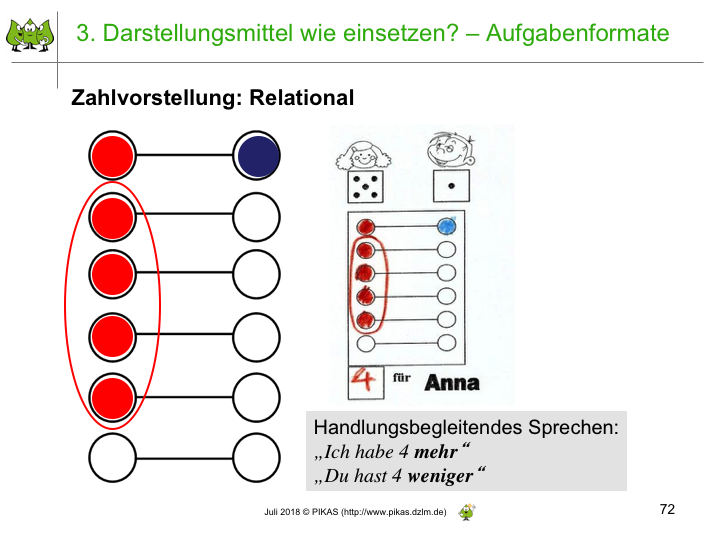 3. Darstellungsmittel wie einsetzen? – Aufgabenformate
Zahlvorstellung: Relational
4 für Anna
Handlungsbegleitendes Sprechen:
„Ich habe 4 mehr“
„Du hast 4 weniger“
Juli 2018 © PIKAS (http://www.pikas.dzlm.de)
72